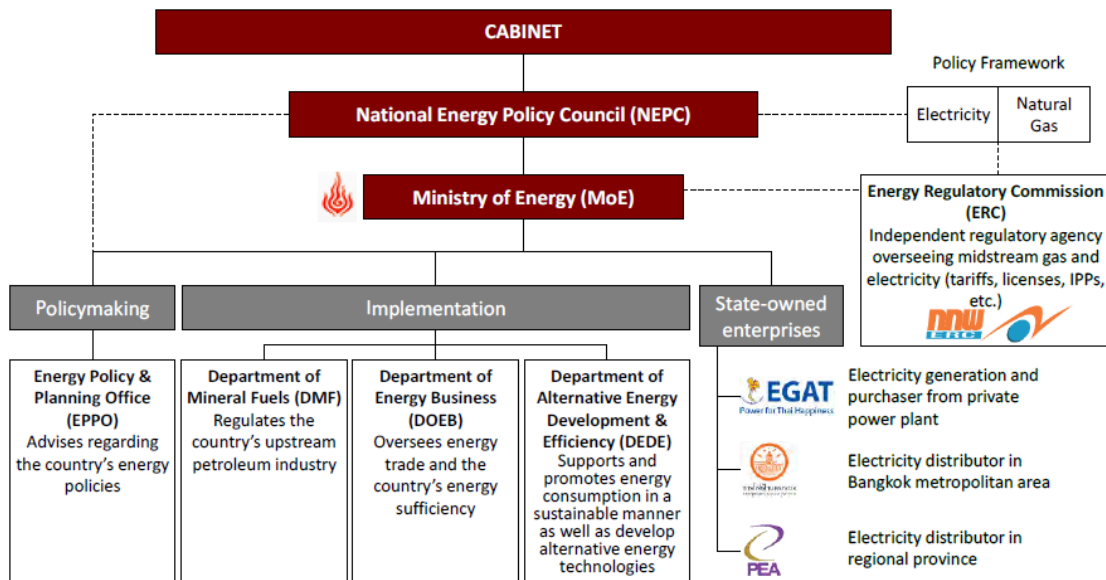 CABINET
Policy Framework
National Energy Policy Council (NEPC)
Electricity
Natural
Gas
Ministry of Energy (MoE)
Energy Regulatory Commission
(ERC)
Independent regulatory agency
overseeing midstream gas and
electricity (tariffs, licenses, IPPs,
etc.)
ERC
Policymaking
Implementation
State-owned
enterprises
Energy Policy &
Planning Office
(EPPO)
Advises regarding
the country's energy
policies
Department of
Mineral Fuels (DMF)
Regulates the
country's upstream
petroleum industry
Department of
Energy Business
(DOEB)
Oversees energy
trade and the
country's energy
sufficiency
Department of
Alternative Energy
Development &
Efficiency (DEDE)
Supports and
promotes energy
consumption in a
sustainable manner
as well as develop
alternative energy
technologies
EGAT
Power for Thai Happiness
Electricity generation and
purchaser from private
power plant
Electricity distributor in
Bangkok metropolitan area
PEA
Electricity distributor in
regional province